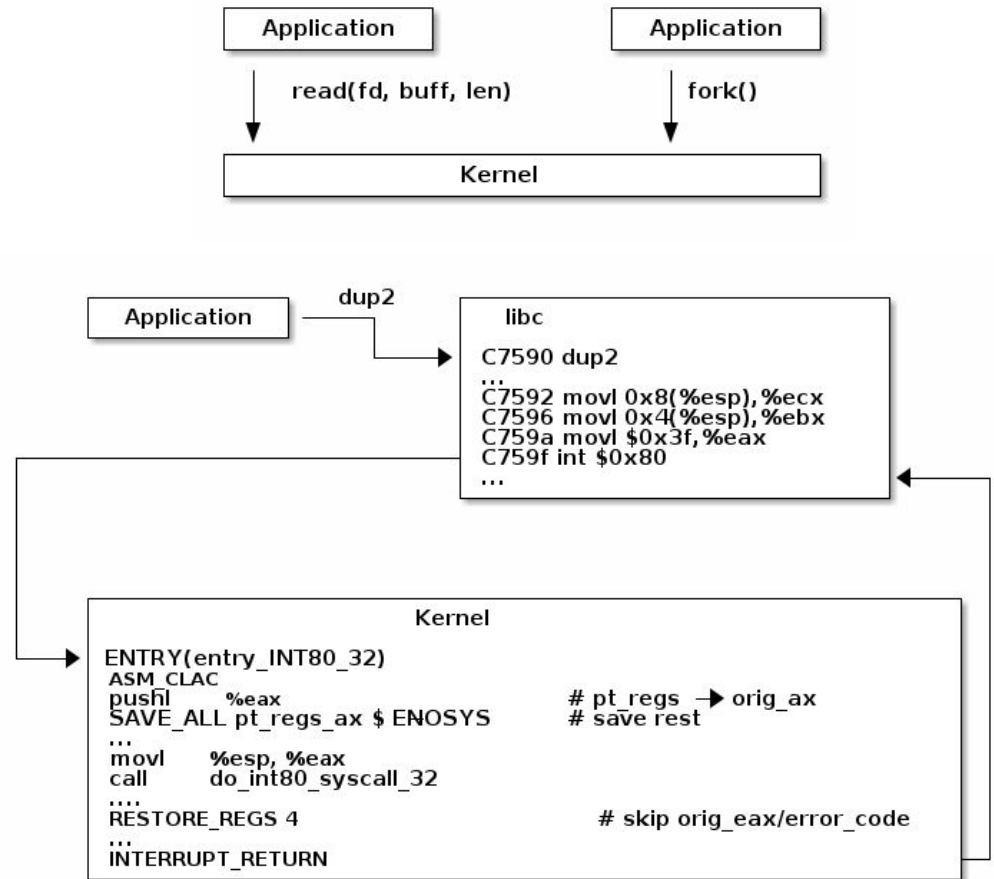 Application
Application
read(fd, buff, len)
fork()
Kernel
dup2
Application
libc
C7590 dup2
...
C7592 movl 0x8(%esp),%ecx
C7596 movl 0x4(%esp),%ebx
C759a movl $0x3f,%eax
C759f int $0x80
...
Kernel
ENTRY(entry_INT80_32)
ASM_CLAC
pushl %eax # pt_regs → orig_ax
SAVE_ALL pt_regs_ax $ ENOSYS # save rest
...
movl %esp, %eax
call do_int80_syscall_32
....
RESTORE_REGS 4 # skip orig_eax/error_code
...
INTERRUPT_RETURN